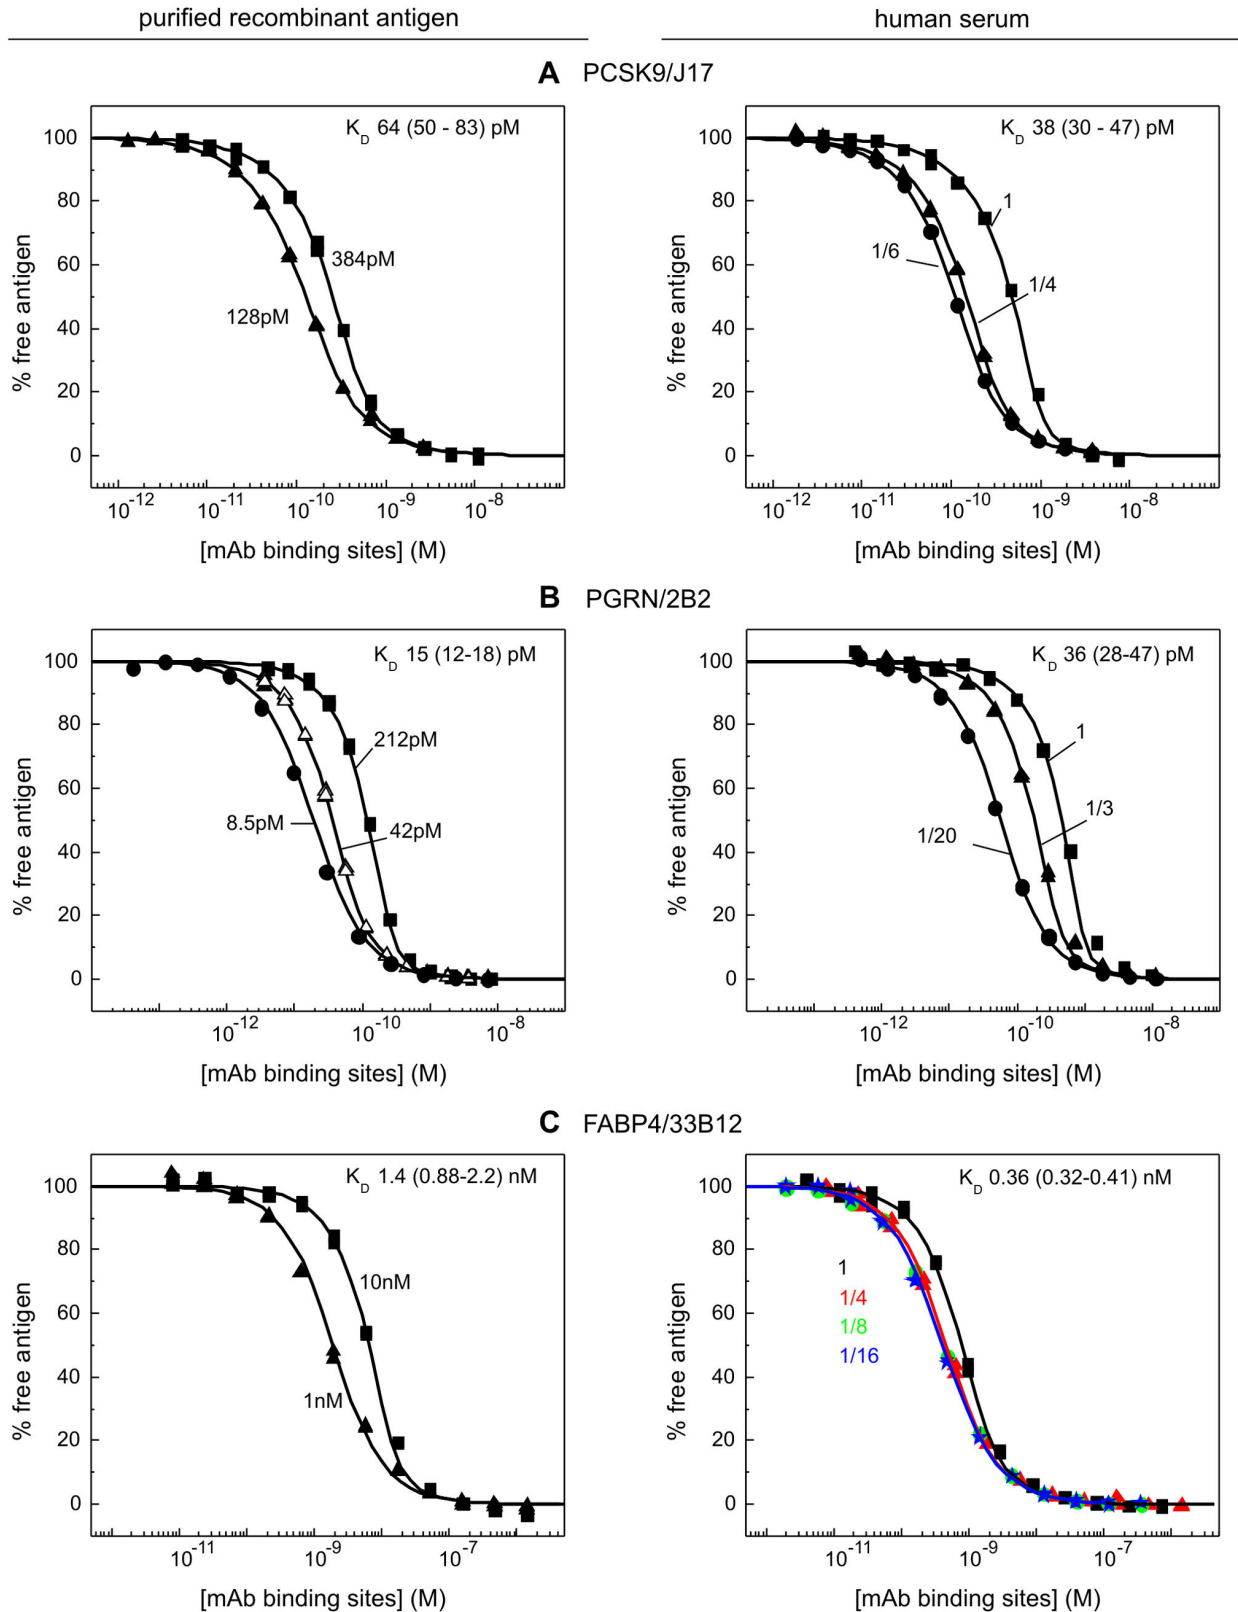 purified recombinant antigen
human serum
A PCSK9/J17
K_D 64 (50 - 83) pM
% free antigen
100
80
60
40
20
0
384pM
128pM
10^-12 10^-11 10^-10 10^-9 10^-8
[mAb binding sites] (M)
K_D 38 (30 - 47) pM
% free antigen
100
80
60
40
20
0
1
1/6
1/4
10^-12 10^-11 10^-10 10^-9 10^-8
[mAb binding sites] (M)
B PGRN/2B2
K_D 15 (12-18) pM
% free antigen
100
80
60
40
20
0
212pM
8.5pM
42pM
10^-12 10^-10 10^-8
[mAb binding sites] (M)
K_D 36 (28-47) pM
% free antigen
100
80
60
40
20
0
1
1/3
1/20
10^-12 10^-10 10^-8
[mAb binding sites] (M)
C FABP4/33B12
K_D 1.4 (0.88-2.2) nM
% free antigen
100
80
60
40
20
0
10nM
1nM
10^-11 10^-9 10^-7
[mAb binding sites] (M)
K_D 0.36 (0.32-0.41) nM
% free antigen
100
80
60
40
20
0
1
1/4
1/8
1/16
10^-11 10^-9 10^-7
[mAb binding sites] (M)